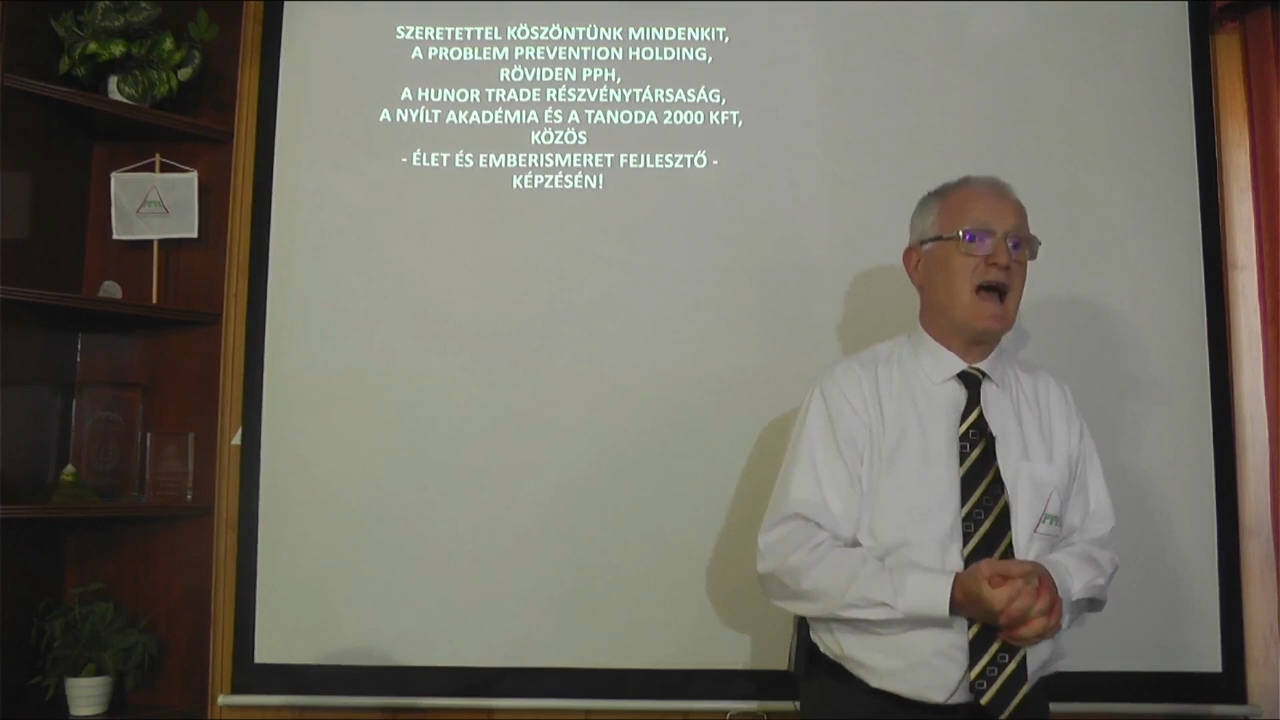 SZERETETTEL KÖSZÖNTÜNK MINDENKIT,
A PROBLEM PREVENTION HOLDING,
RÖVIDEN PPH,
A HUNOR TRADE RÉSZVÉNYTÁRSASÁG,
A NYÍLT AKADÉMIA ÉS A TANODA 2000 KFT,
KÖZÖS
- ÉLET ÉS EMBERISMERET FEJLESZTŐ -
KÉPZÉSÉN!